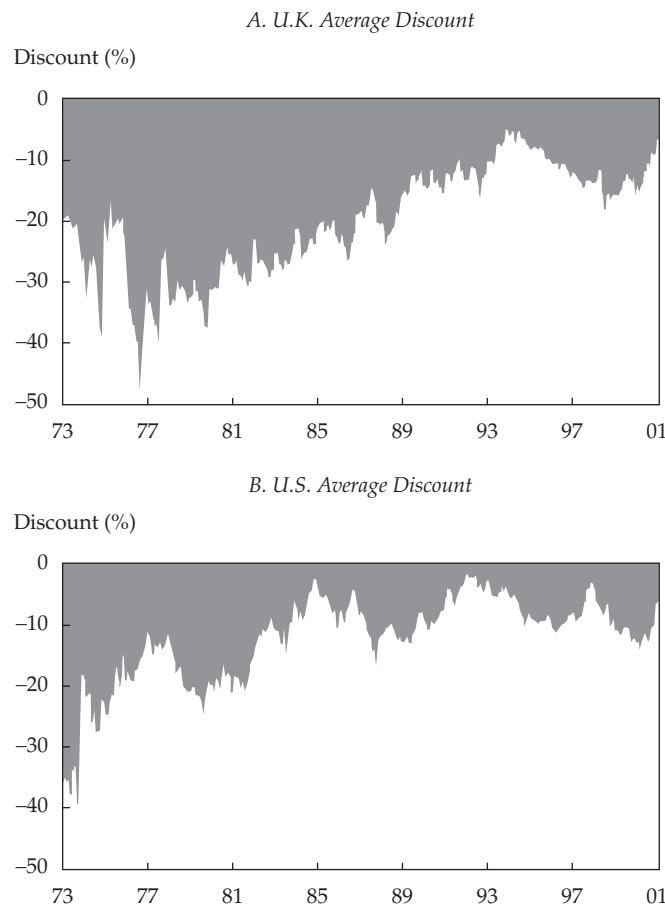 A. U.K. Average Discount
Discount (%)
0
–10
–20
–30
–40
–50
73 77 81 85 89 93 97 01
B. U.S. Average Discount
Discount (%)
0
–10
–20
–30
–40
–50
73 77 81 85 89 93 97 01